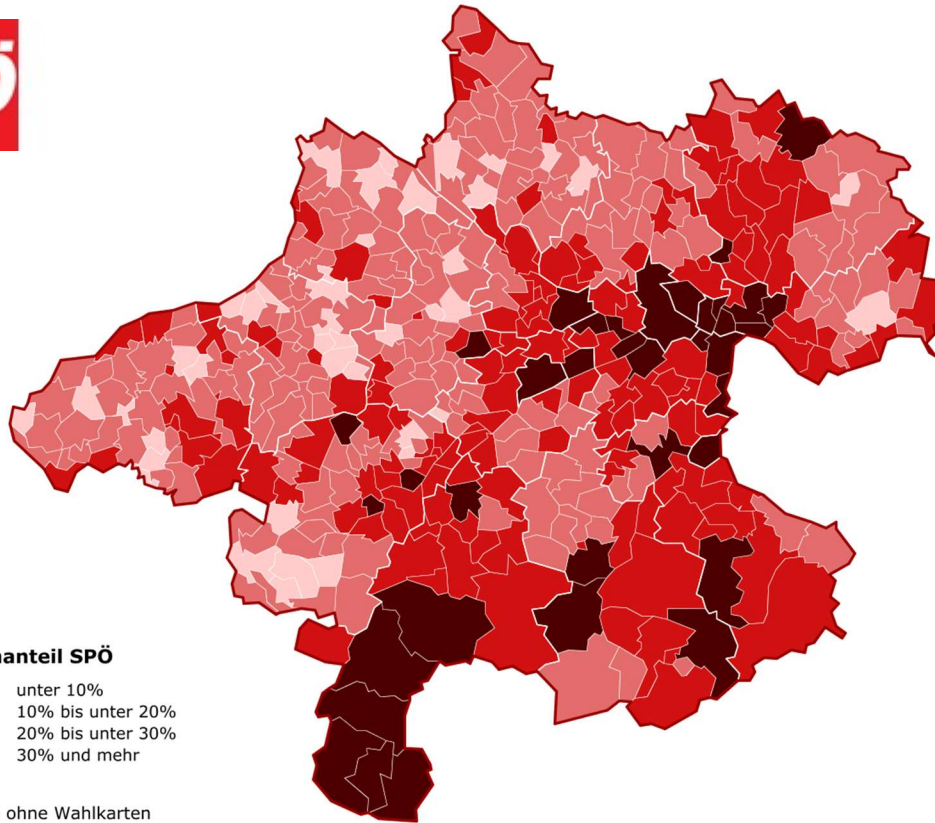 Ö
anteil SPÖ
unter 10%
10% bis unter 20%
20% bis unter 30%
30% und mehr
ohne Wahlkarten